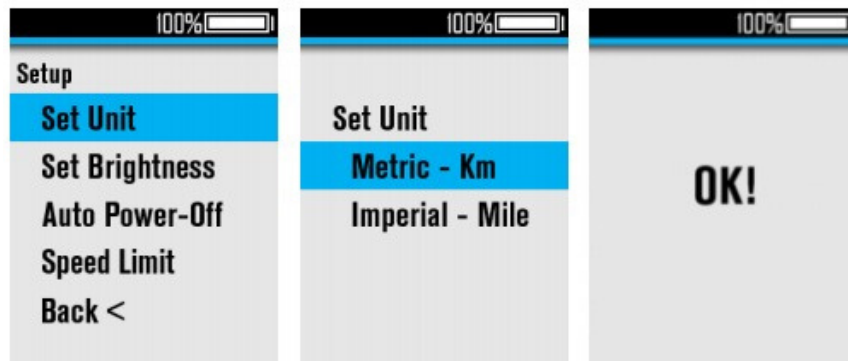 100%
Setup
Set Unit
Set Brightness
Auto Power-Off
Speed Limit
Back <
100%
Set Unit
Metric - Km
Imperial - Mile
100%
OK!